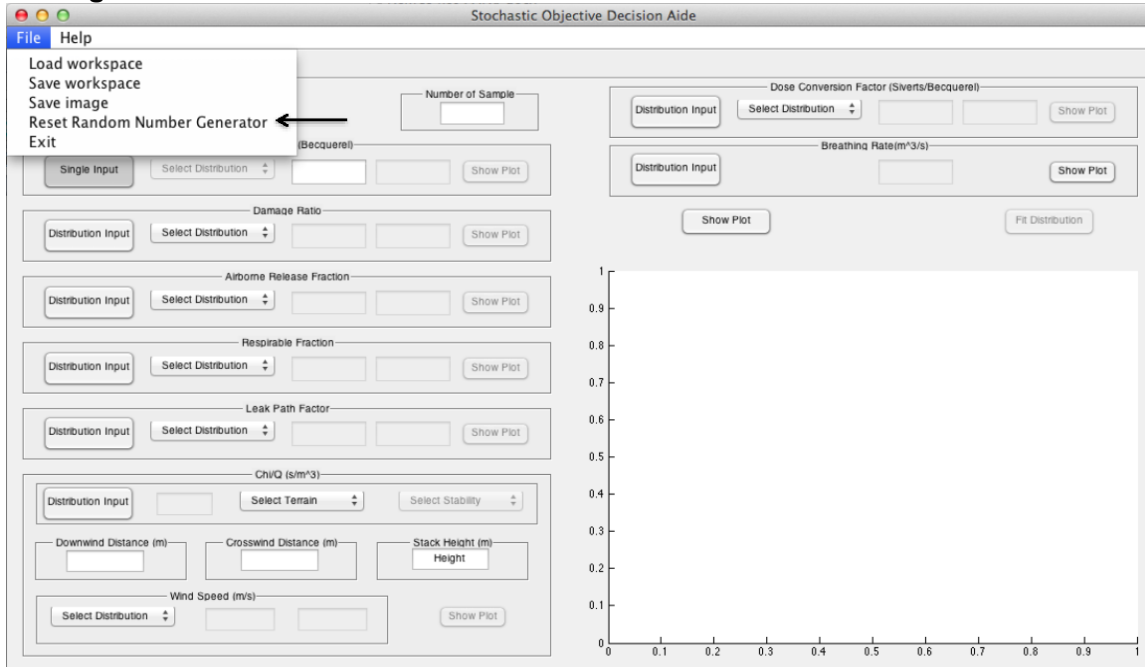 Stochastic Objective Decision Aide
File Help
Load workspace
Save workspace
Save image
Reset Random Number Generator
Exit
Number of Sample
(Becquerel)
Single Input Select Distribution Show Plot
Damage Ratio
Distribution Input Select Distribution Show Plot
Airborne Release Fraction
Distribution Input Select Distribution Show Plot
Respirable Fraction
Distribution Input Select Distribution Show Plot
Leak Path Factor
Distribution Input Select Distribution Show Plot
Chi/Q (s/m^3)
Distribution Input Select Terrain Select Stability
Downwind Distance (m) Crosswind Distance (m) Stack Height (m)
Height
Wind Speed (m/s)
Select Distribution Show Plot
Dose Conversion Factor (Siverts/Becquerel)
Distribution Input Select Distribution Show Plot
Breathing Rate(m^3/s)
Distribution Input Show Plot
Show Plot Fit Distribution
1
0.9
0.8
0.7
0.6
0.5
0.4
0.3
0.2
0.1
0
0 0.1 0.2 0.3 0.4 0.5 0.6 0.7 0.8 0.9 1